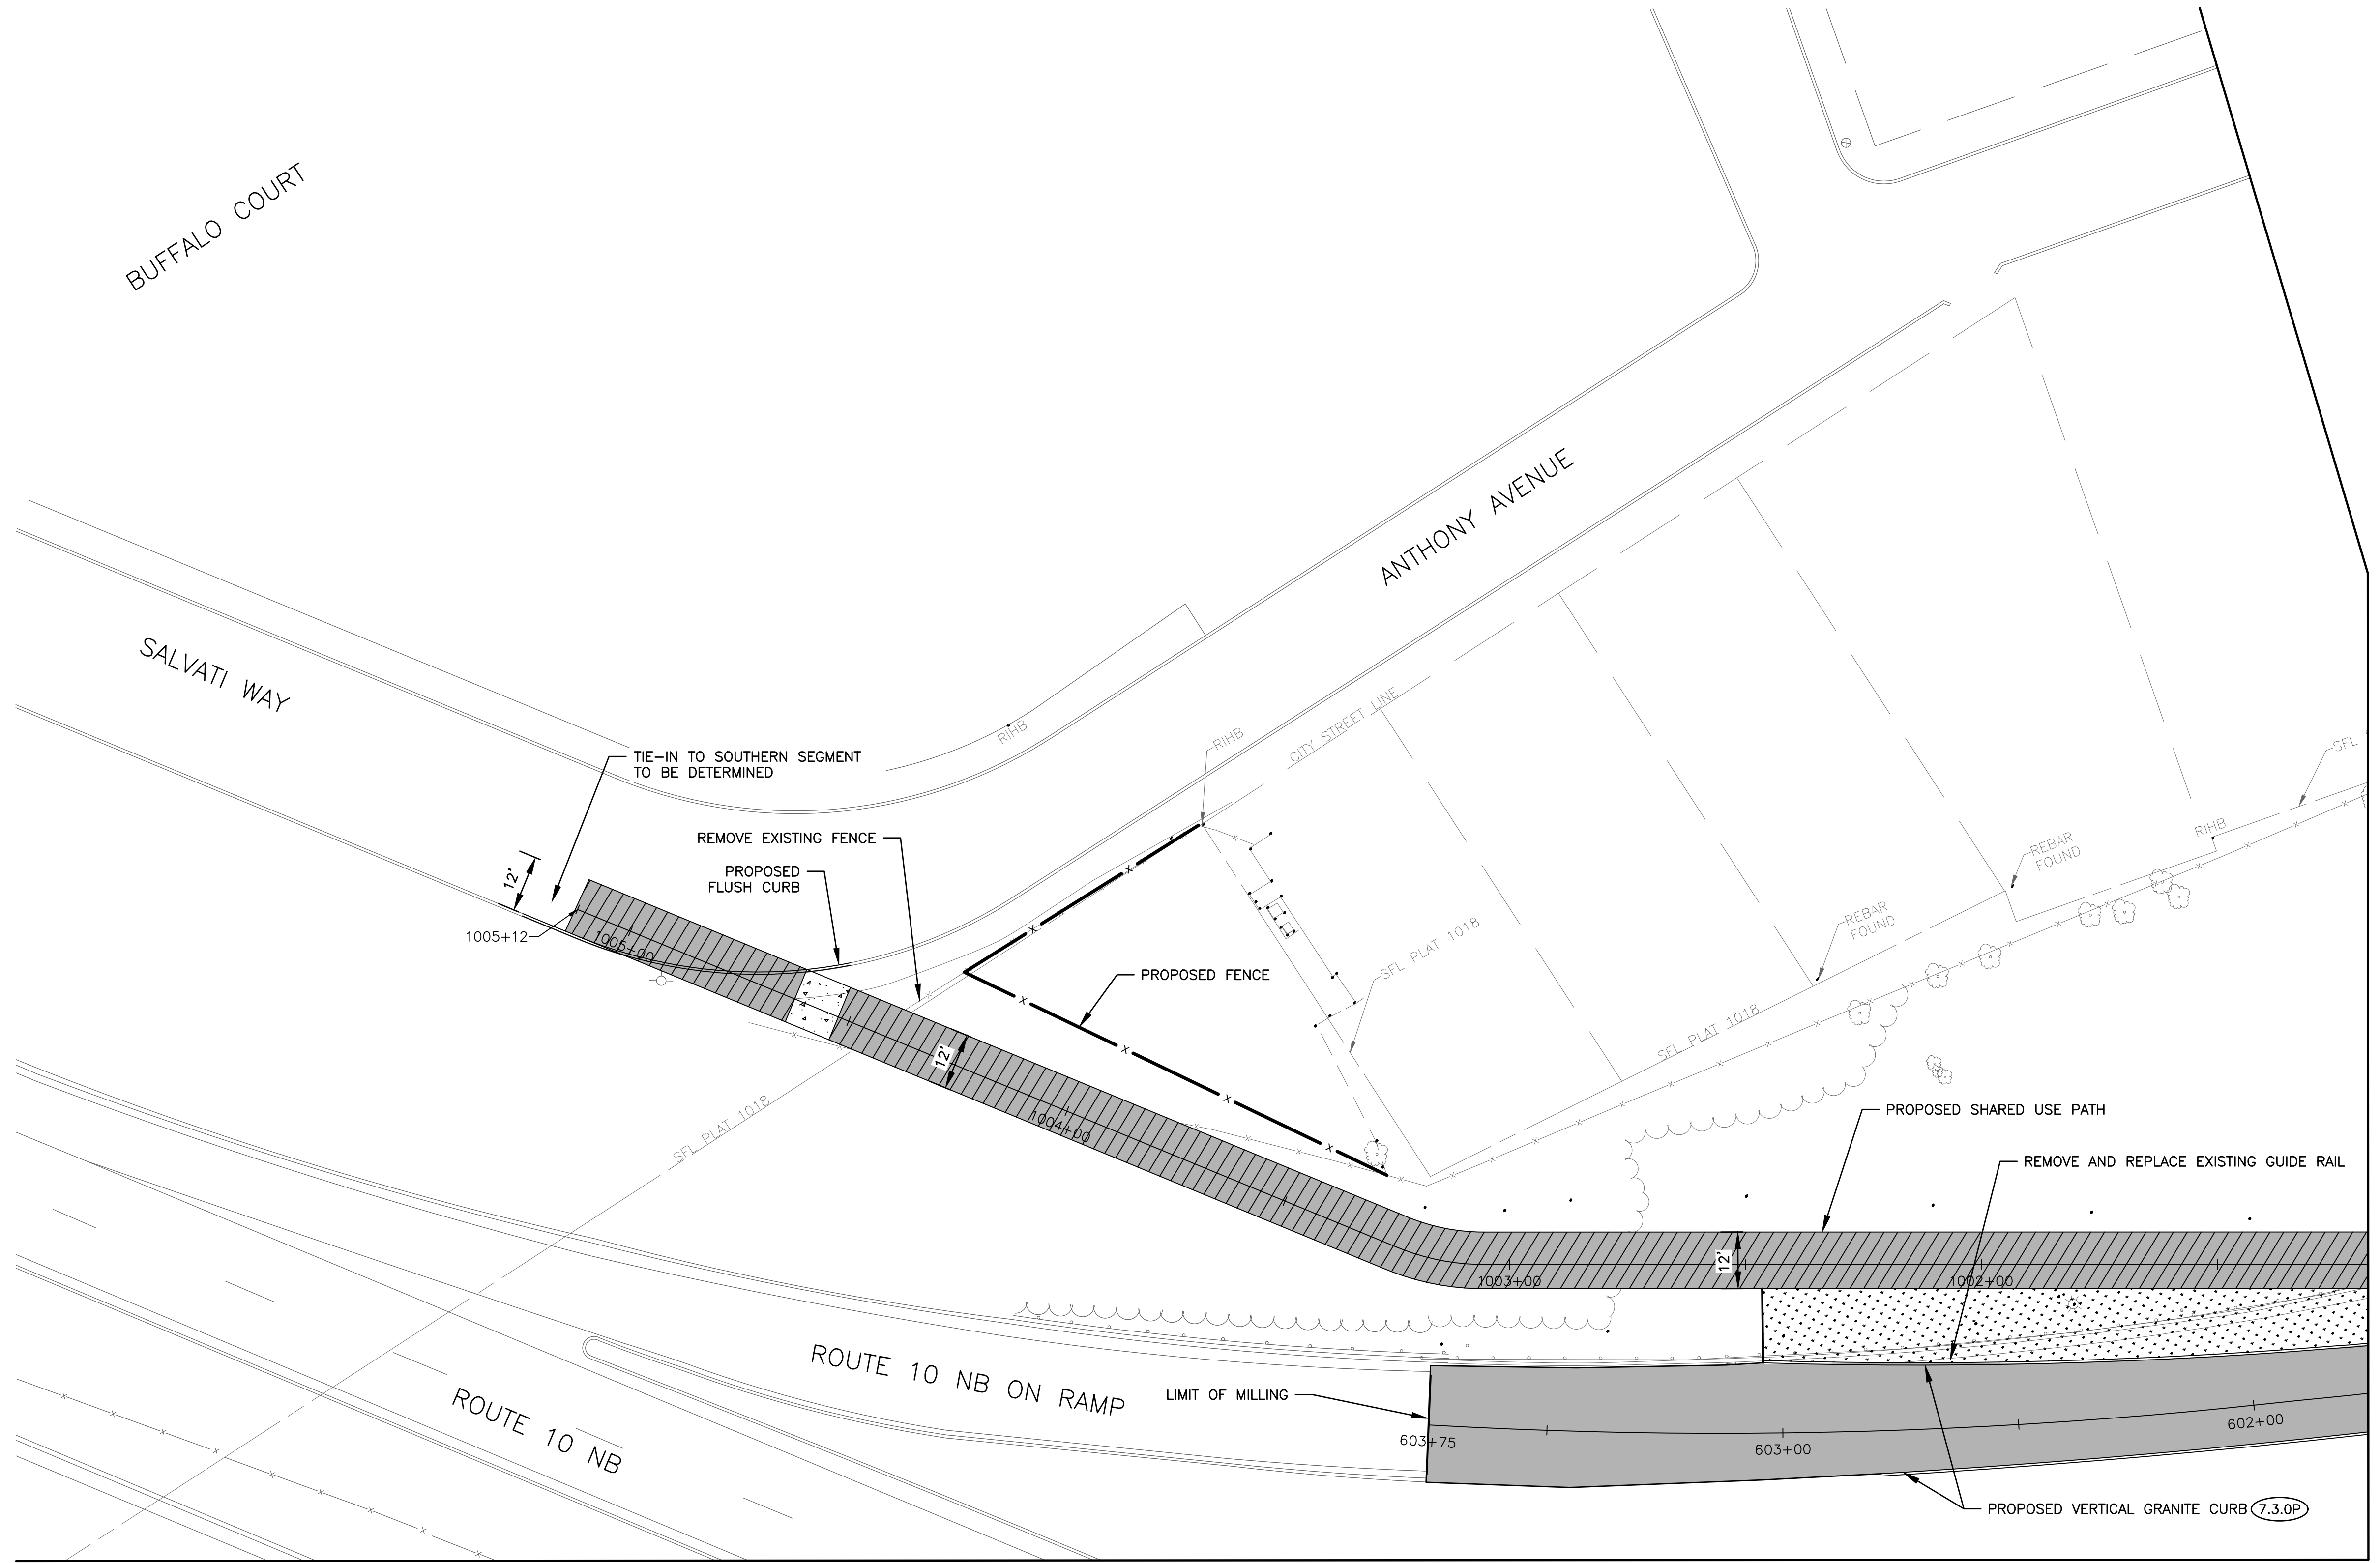 BUFFALO COURT
ANTHONY AVENUE
SALVATI WAY
RIHB
RIHB
CITY STREET LINE
SFL
TIE-IN TO SOUTHERN SEGMENT
TO BE DETERMINED
REMOVE EXISTING FENCE
PROPOSED
FLUSH CURB
12'
1005+12
1005+00
PROPOSED FENCE
SFL PLAT 1018
RIHB
REBAR
FOUND
REBAR
FOUND
SFL PLAT 1018
12'
1004+00
SFL PLAT 1018
PROPOSED SHARED USE PATH
REMOVE AND REPLACE EXISTING GUIDE RAIL
12'
1003+00
1002+00
ROUTE 10 NB ON RAMP
LIMIT OF MILLING
ROUTE 10 NB
603+75
603+00
602+00
PROPOSED VERTICAL GRANITE CURB 7.3.0P